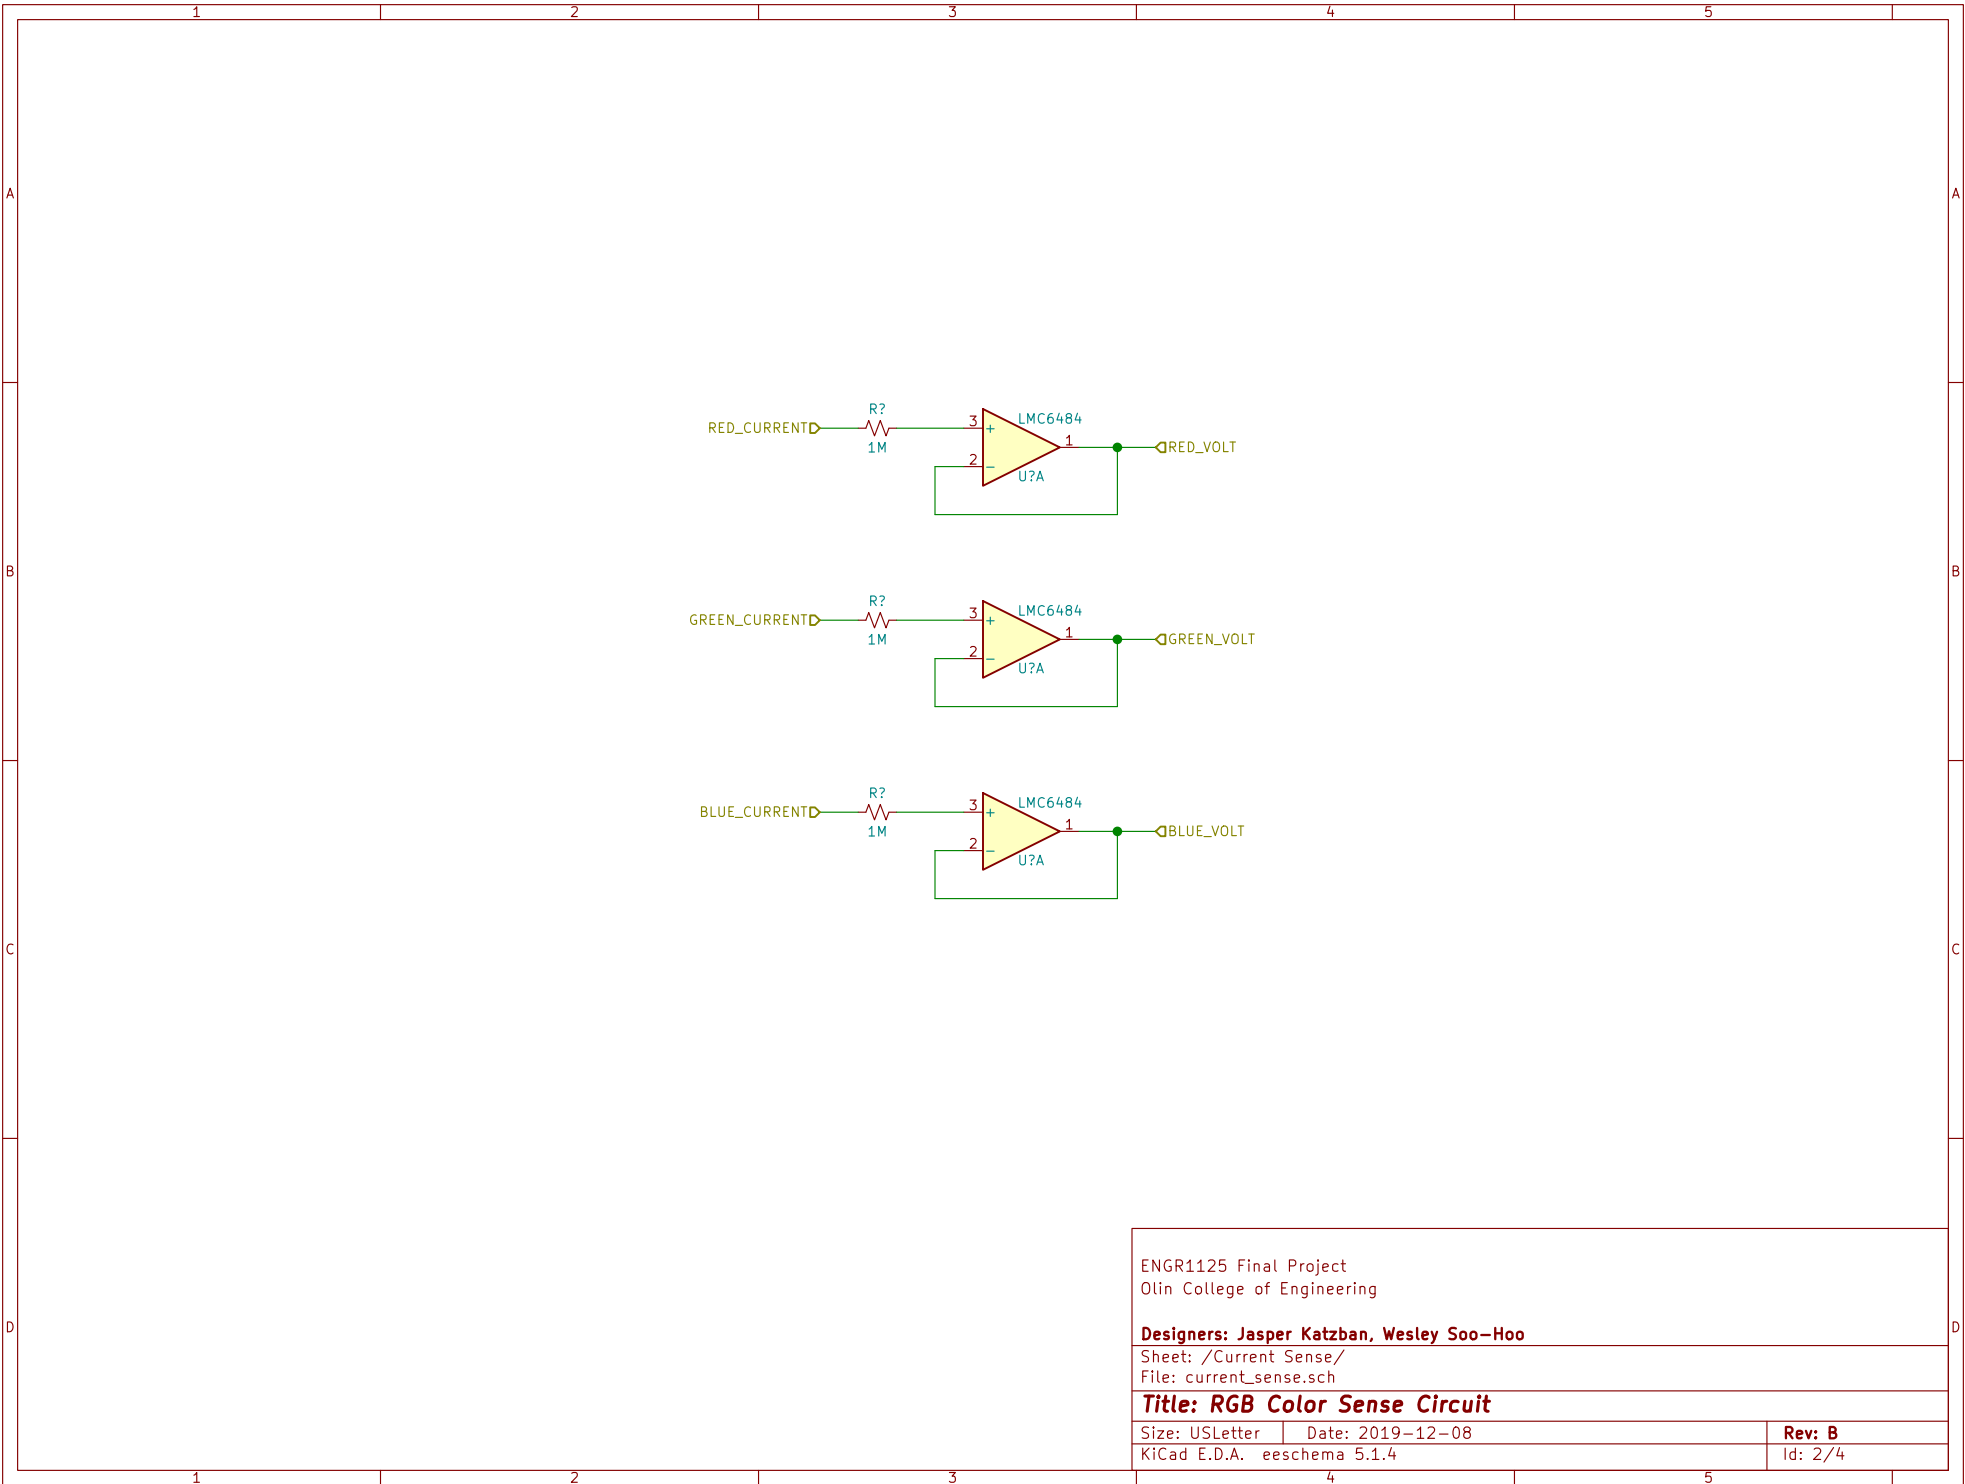 1 2 3 4 5
A A
R? LMC6484
RED_CURRENT 3 + 1 RED_VOLT
1M 2 − U?A
B B
R? LMC6484
GREEN_CURRENT 3 + 1 GREEN_VOLT
1M 2 − U?A
R? LMC6484
BLUE_CURRENT 3 + 1 BLUE_VOLT
1M 2 − U?A
C C
ENGR1125 Final Project
Olin College of Engineering
D D
Designers: Jasper Katzban, Wesley Soo-Hoo
Sheet: /Current Sense/
File: current_sense.sch
Title: RGB Color Sense Circuit
Size: USLetter Date: 2019-12-08 Rev: B
KiCad E.D.A. eeschema 5.1.4 Id: 2/4
1 2 3 4 5